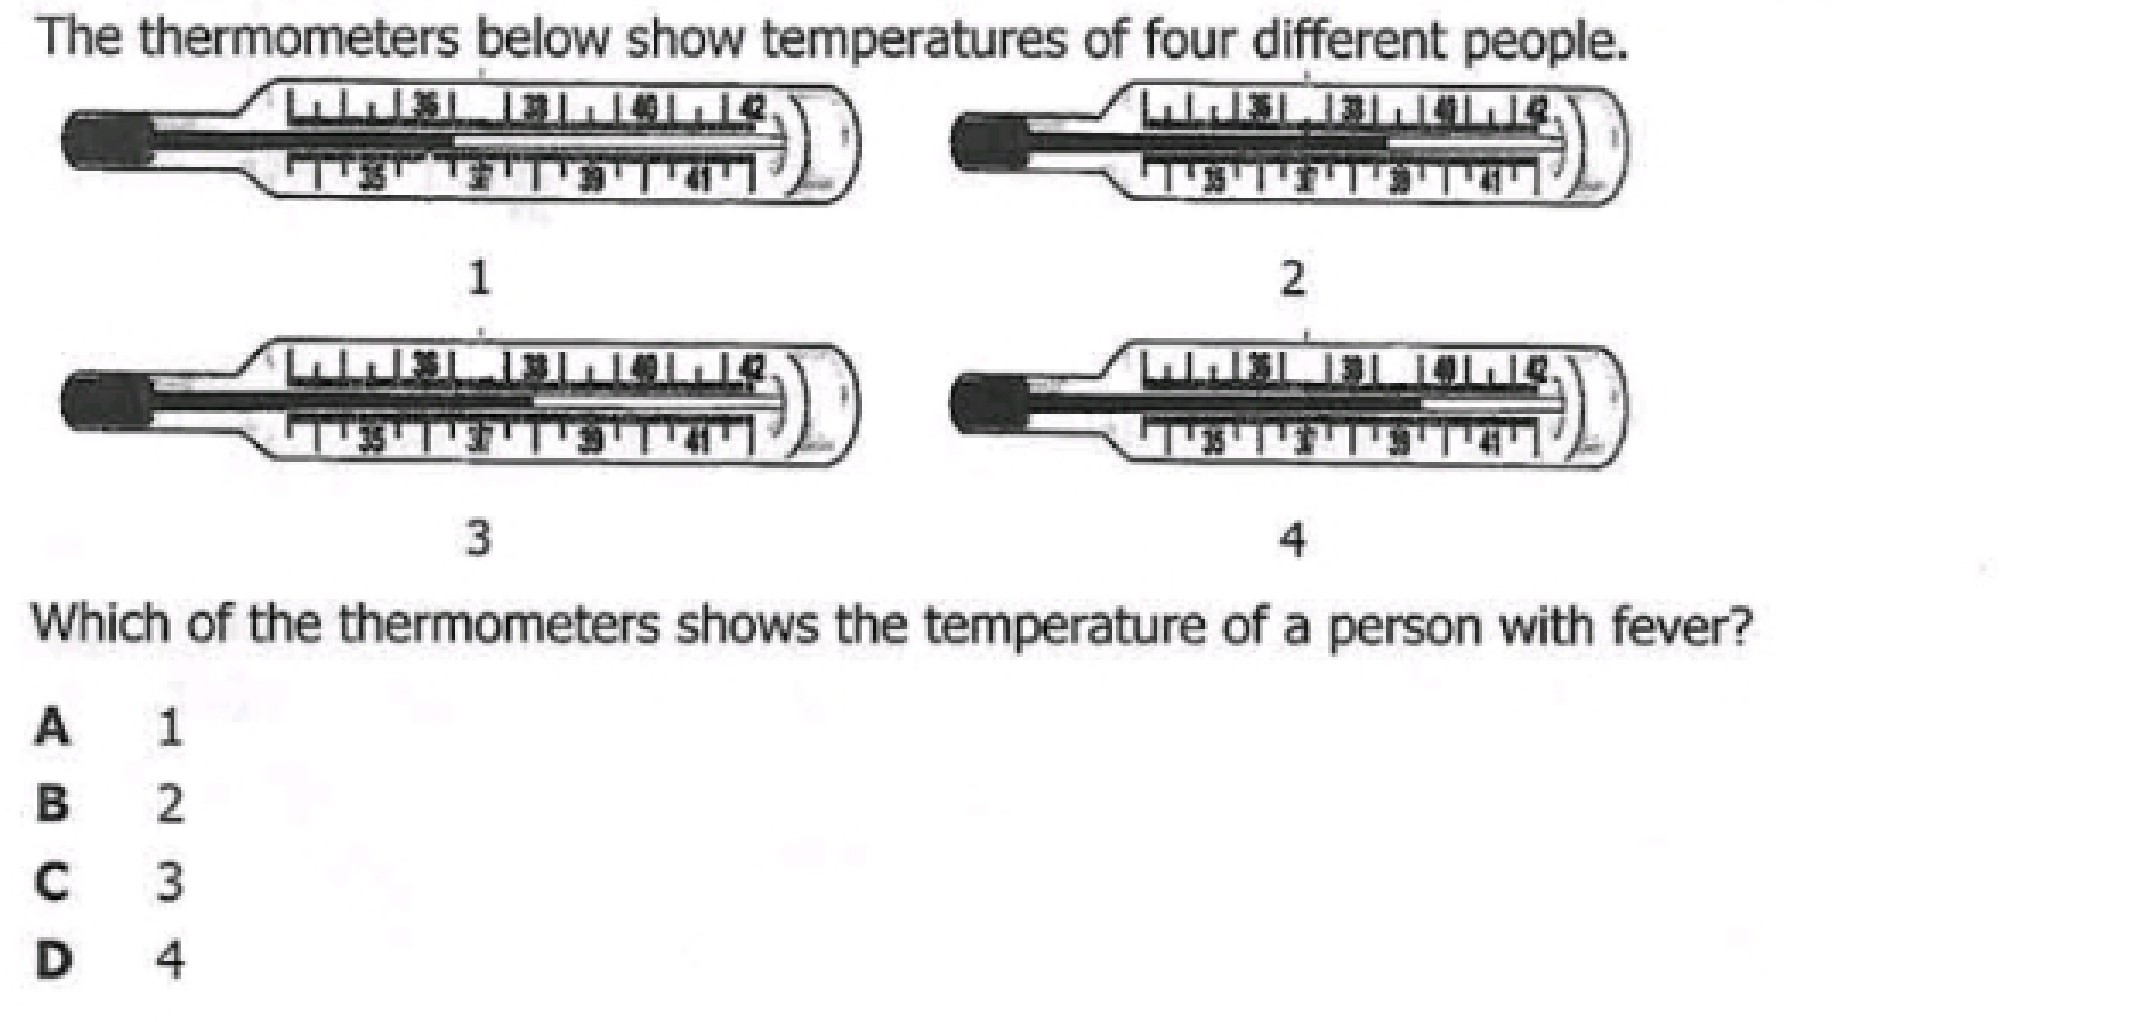 The thermometers below show temperatures of four different people.
36 38 40 42
35 37 39 41
1
36 38 40 42
35 37 39 41
2
36 38 40 42
35 37 39 41
3
36 38 40 42
35 37 39 41
4
Which of the thermometers shows the temperature of a person with fever?
A 1
B 2
C 3
D 4